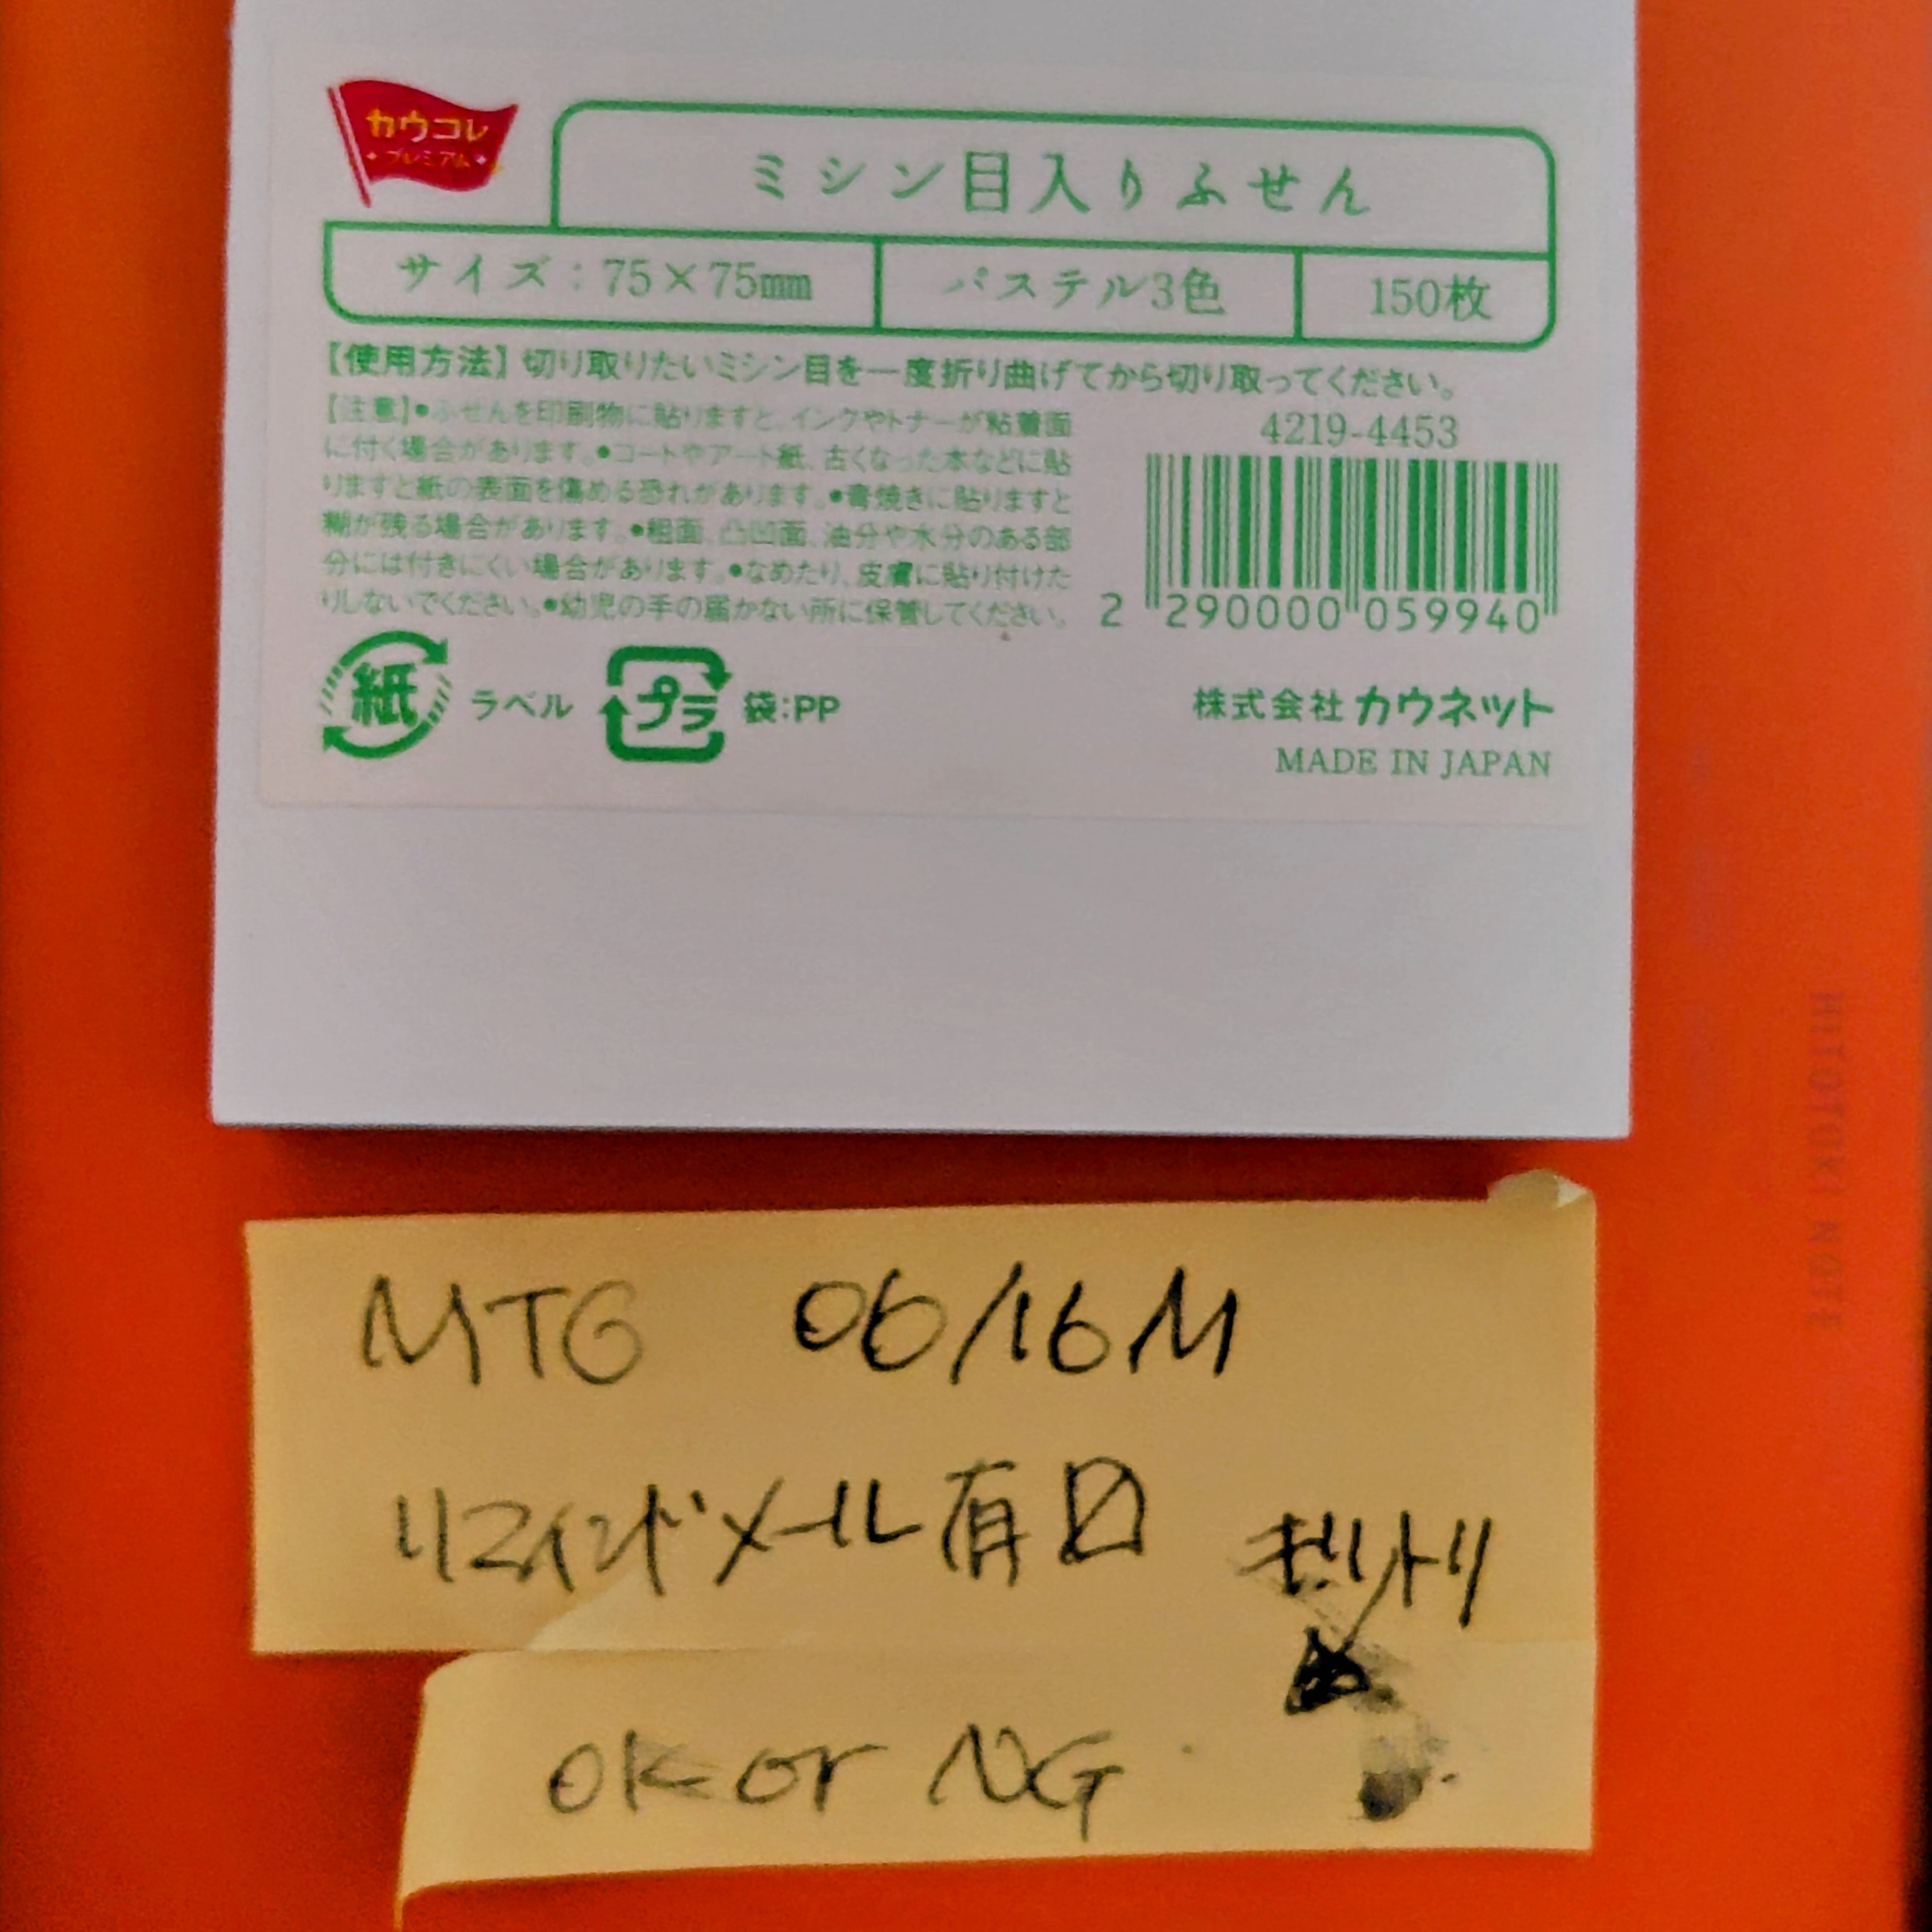 カウコレ
プレミアム
ミシン目入りふせん
サイズ：75×75㎜
パステル3色
150枚
【使用方法】切り取りたいミシン目を一度折り曲げてから切り取ってください。
【注意】●ふせんを印刷物に貼りますと、インクやトナーが粘着面
に付く場合があります。●コートやアート紙、古くなった本などに貼
りますと紙の表面を傷める恐れがあります。●青焼きに貼りますと
糊が残る場合があります。●粗面、凸凹面、油分や水分のある部
分には付きにくい場合があります。●なめたり、皮膚に貼り付けた
りしないでください。●幼児の手の届かない所に保管してください。
4219-4453
2 290000 059940
紙 ラベル プラ 袋:PP
株式会社カウネット
MADE IN JAPAN
HITOTOKI NOTE
MTG 06/16 M
リマインドメール有
キリトリ
OK or NG